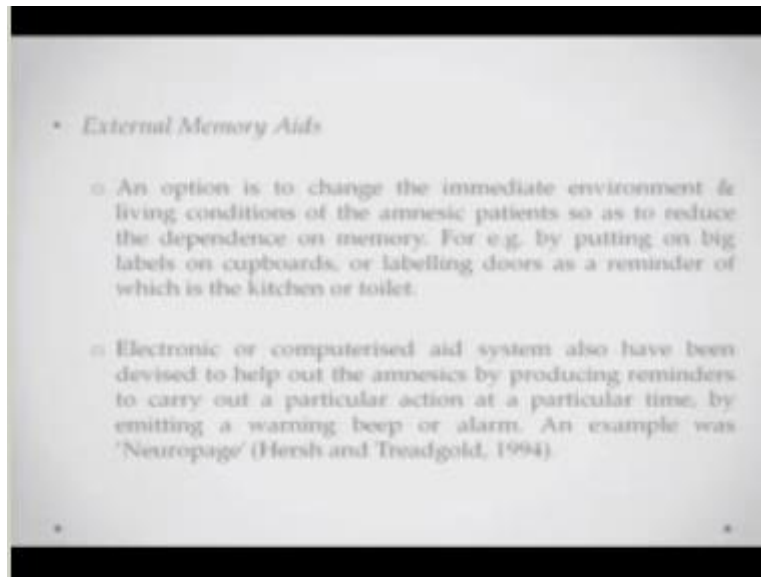 • External Memory Aids
o An option is to change the immediate environment &
living conditions of the amnesic patients so as to reduce
the dependence on memory. For e.g. by putting on big
labels on cupboards, or labelling doors as a reminder of
which is the kitchen or toilet.
o Electronic or computerised aid system also have been
devised to help out the amnesics by producing reminders
to carry out a particular action at a particular time, by
emitting a warning beep or alarm. An example was
'Neuropage' (Hersh and Treadgold, 1994).